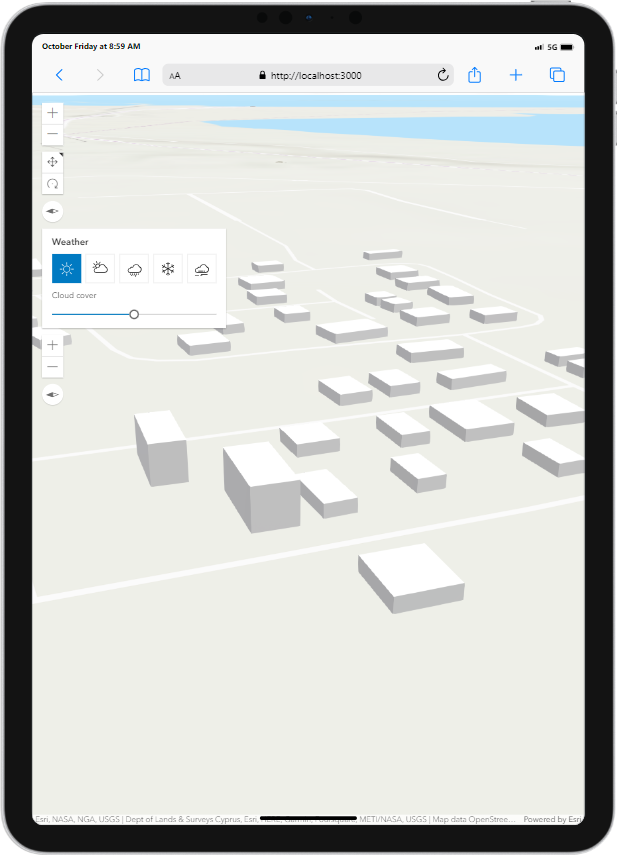 October Friday at 8:59 AM
5G
AA
http://localhost:3000
Weather
Cloud cover
Esri, NASA, NGA, USGS | Dept of Lands & Surveys Cyprus, Esri, METI/NASA, USGS | Map data OpenStree... Powered by Esri